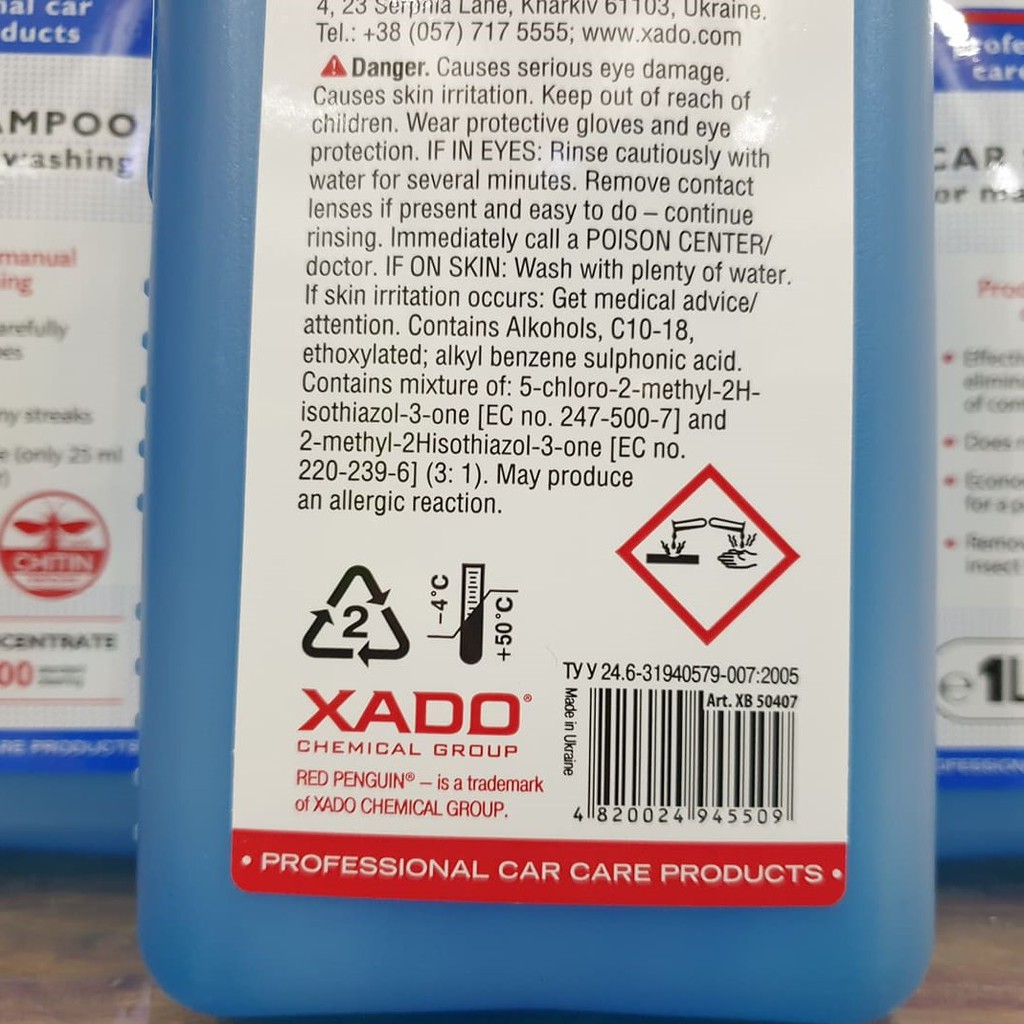 4, 23 Serpnia Lane, Kharkiv 61103, Ukraine.
Tel.: +38 (057) 717 5555; www.xado.com
Danger. Causes serious eye damage.
Causes skin irritation. Keep out of reach of
children. Wear protective gloves and eye
protection. IF IN EYES: Rinse cautiously with
water for several minutes. Remove contact
lenses if present and easy to do – continue
rinsing. Immediately call a POISON CENTER/
doctor. IF ON SKIN: Wash with plenty of water.
If skin irritation occurs: Get medical advice/
attention. Contains Alkohols, C10-18,
ethoxylated; alkyl benzene sulphonic acid.
Contains mixture of: 5-chloro-2-methyl-2H-
isothiazol-3-one [EC no. 247-500-7] and
2-methyl-2Hisothiazol-3-one [EC no.
220-239-6] (3: 1). May produce
an allergic reaction.
2
–4°C
+50°C
XADO®
CHEMICAL GROUP
RED PENGUIN® – is a trademark
of XADO CHEMICAL GROUP.
ТУ У 24.6-31940579-007:2005
Art. XB 50407
Made in Ukraine
4 820024 945509
• PROFESSIONAL CAR CARE PRODUCTS •
car
washing
manual
streaks
(only 25 ml
CHITIN
CAR
e 1L